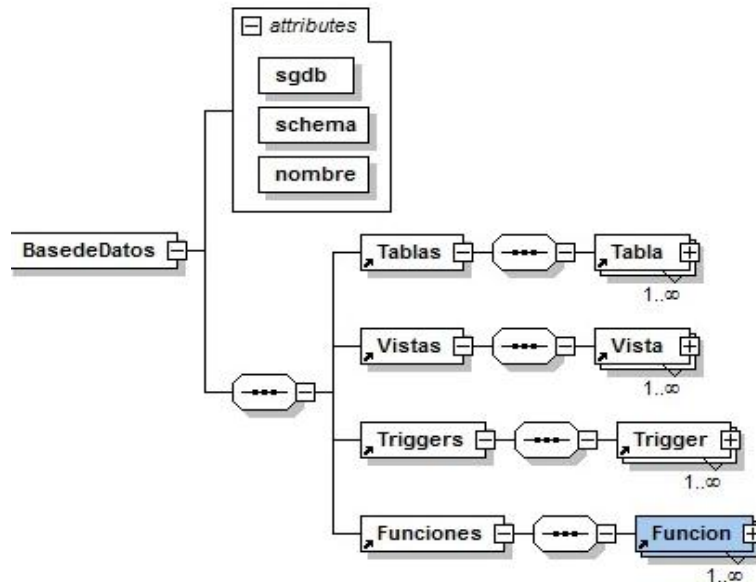 attributes
sgdb
schema
nombre
BasedeDatos
Tablas
Tabla
1..∞
Vistas
Vista
1..∞
Triggers
Trigger
1..∞
Funciones
Funcion
1..∞